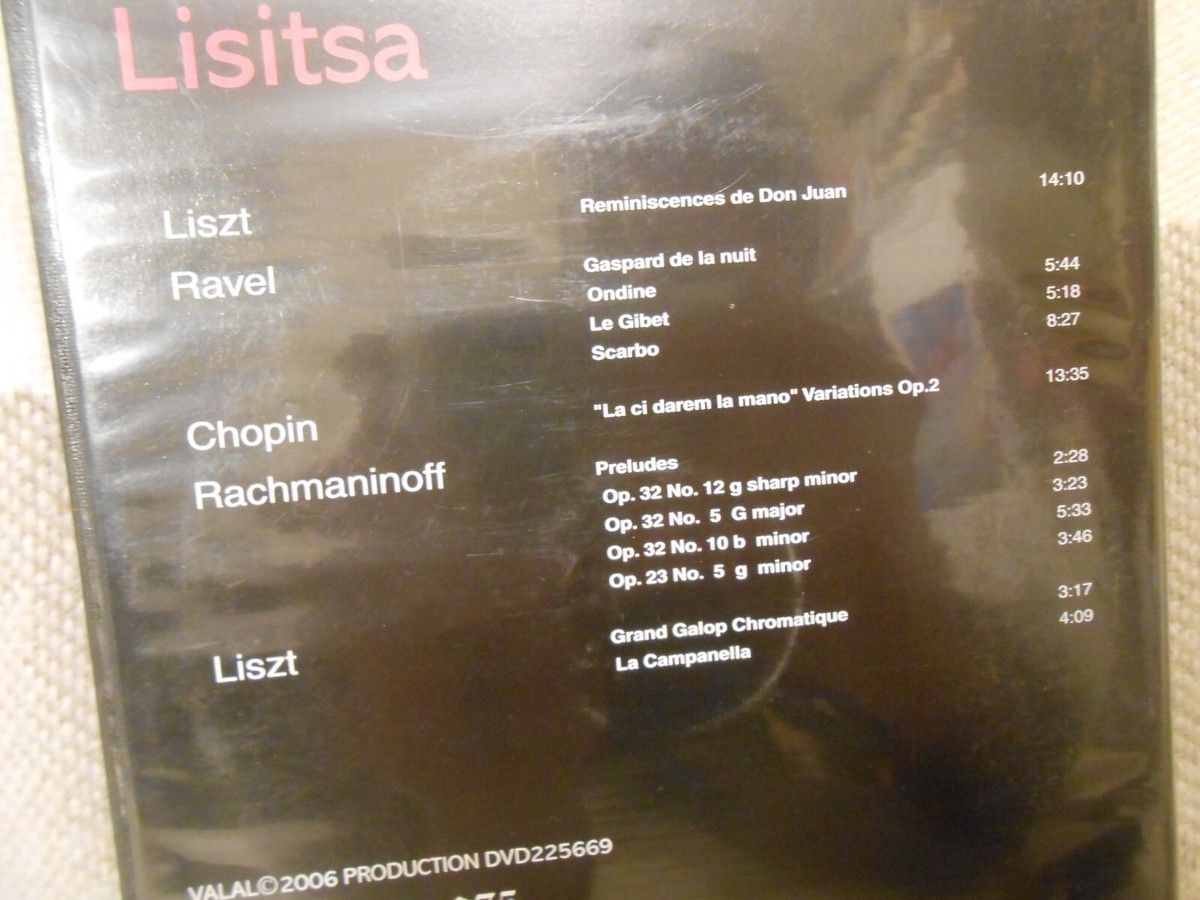 Lisitsa
Liszt Reminiscences de Don Juan 14:10
Ravel Gaspard de la nuit
Ondine 5:44
Le Gibet 5:18
Scarbo 8:27
Chopin "La ci darem la mano" Variations Op.2 13:35
Rachmaninoff Preludes
Op. 32 No. 12 g sharp minor 2:28
Op. 32 No. 5 G major 3:23
Op. 32 No. 10 b minor 5:33
Op. 23 No. 5 g minor 3:46
Liszt Grand Galop Chromatique 3:17
La Campanella 4:09
VALAL©2006 PRODUCTION DVD225669